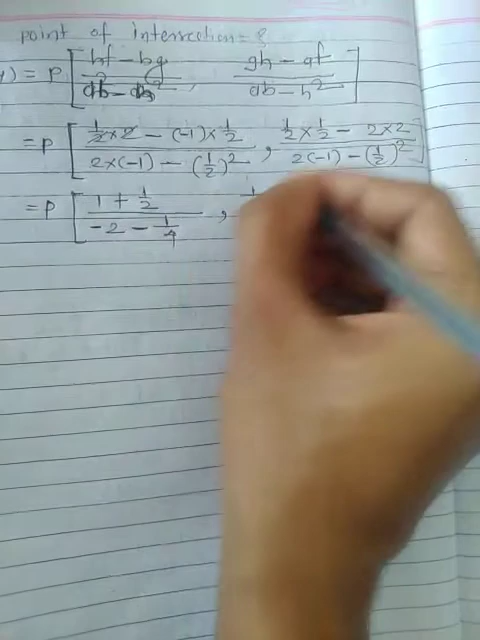 point of intersection = ?
) = P [ hf - bg / ab - h², gh - af / ab - h² ]
= P [ 1/2 × 2 - (-1) × 1/2 / 2×(-1) - (1/2)², 1/2 × 1/2 - 2×2 / 2(-1) - (1/2)² ]
= P [ 1 + 1/2 / -2 - 1/4 , 1